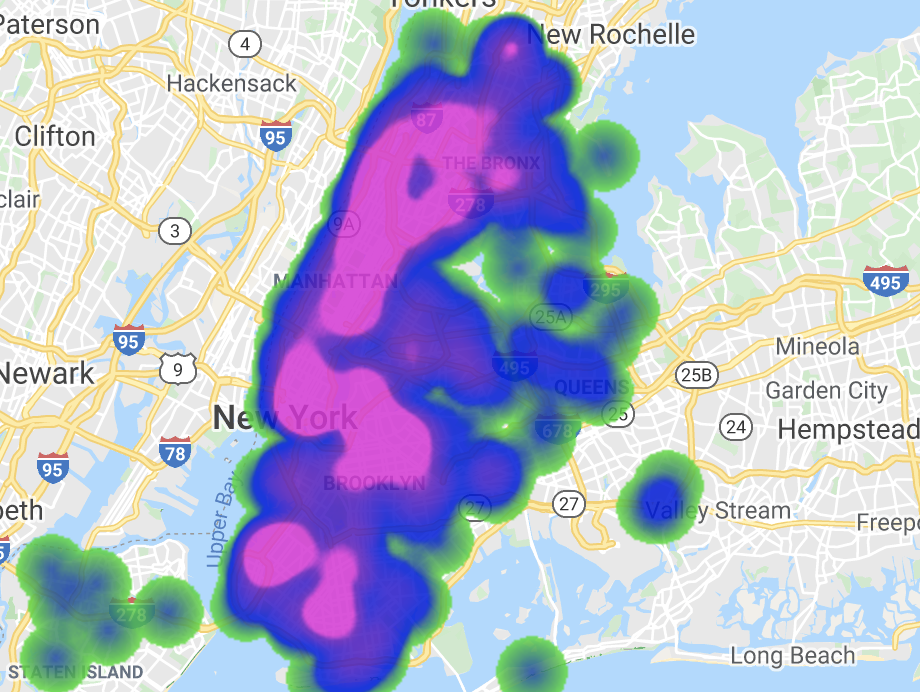 Yonkers
Paterson
New Rochelle
4
Hackensack
87
95
Clifton
THE BRONX
278
clair
9A
3
MANHATTAN
295
495
25A
95
Mineola
9
495
Newark
25B
QUEENS
Garden City
25
New York
24
Hempstead
678
78
95
BROOKLYN
27
27
Valley Stream
Upper Bay
Freep
beth
5
278
Long Beach
STATEN ISLAND